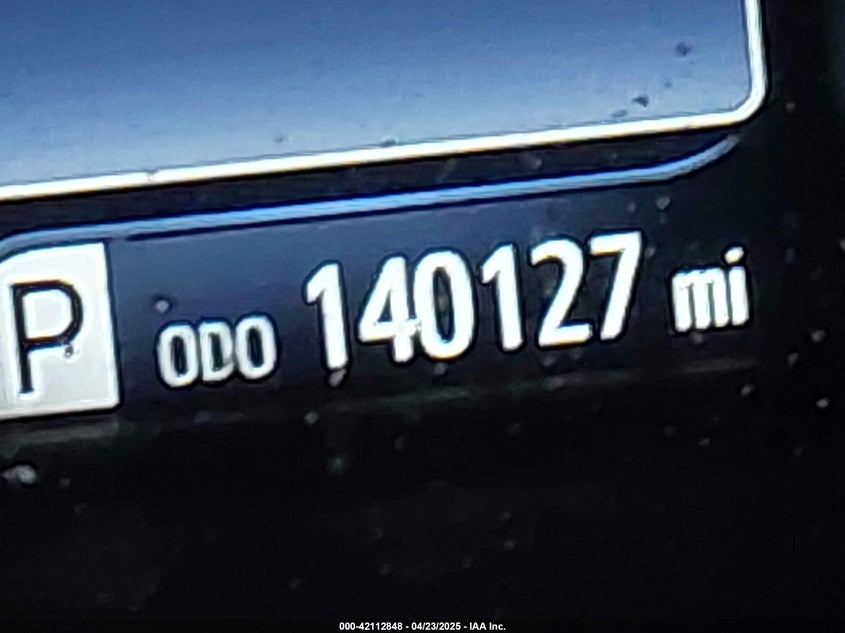 P ODO 140127 mi
000-42112848 - 04/23/2025 - IAA Inc.